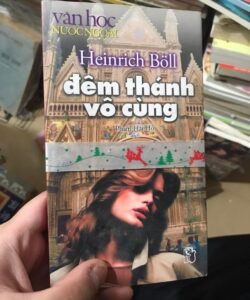 văn học
NƯỚC NGOÀI
Heinrich Böll
đêm thánh
vô cùng